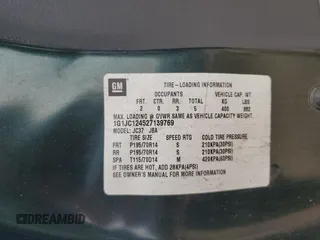 GM
TIRE-LOADING INFORMATION
OCCUPANTS VEHICLE CAP. WT
FRT. CTR. RR. TOTAL KG LBS
2 0 3 5 400 882
MAX. LOADING @ GVWR SAME AS VEHICLE CAPACITY WEIGHT.
1G1JC124527139769
MODEL: JC37 JBA
TIRE SIZE SPEED RTG COLD TIRE
FRT P195/70R14 S 210KPA(30PSI)
RR P195/70R14 S 210KPA(30PSI)
SPA T115/70D14 M 420KPA(60PSI)
IF TIRES ARE HOT, ADD 28KPA(4PSI)
SEE OWNER'S MANUAL FOR MORE INFORMATION
AUTOBIDMASTER